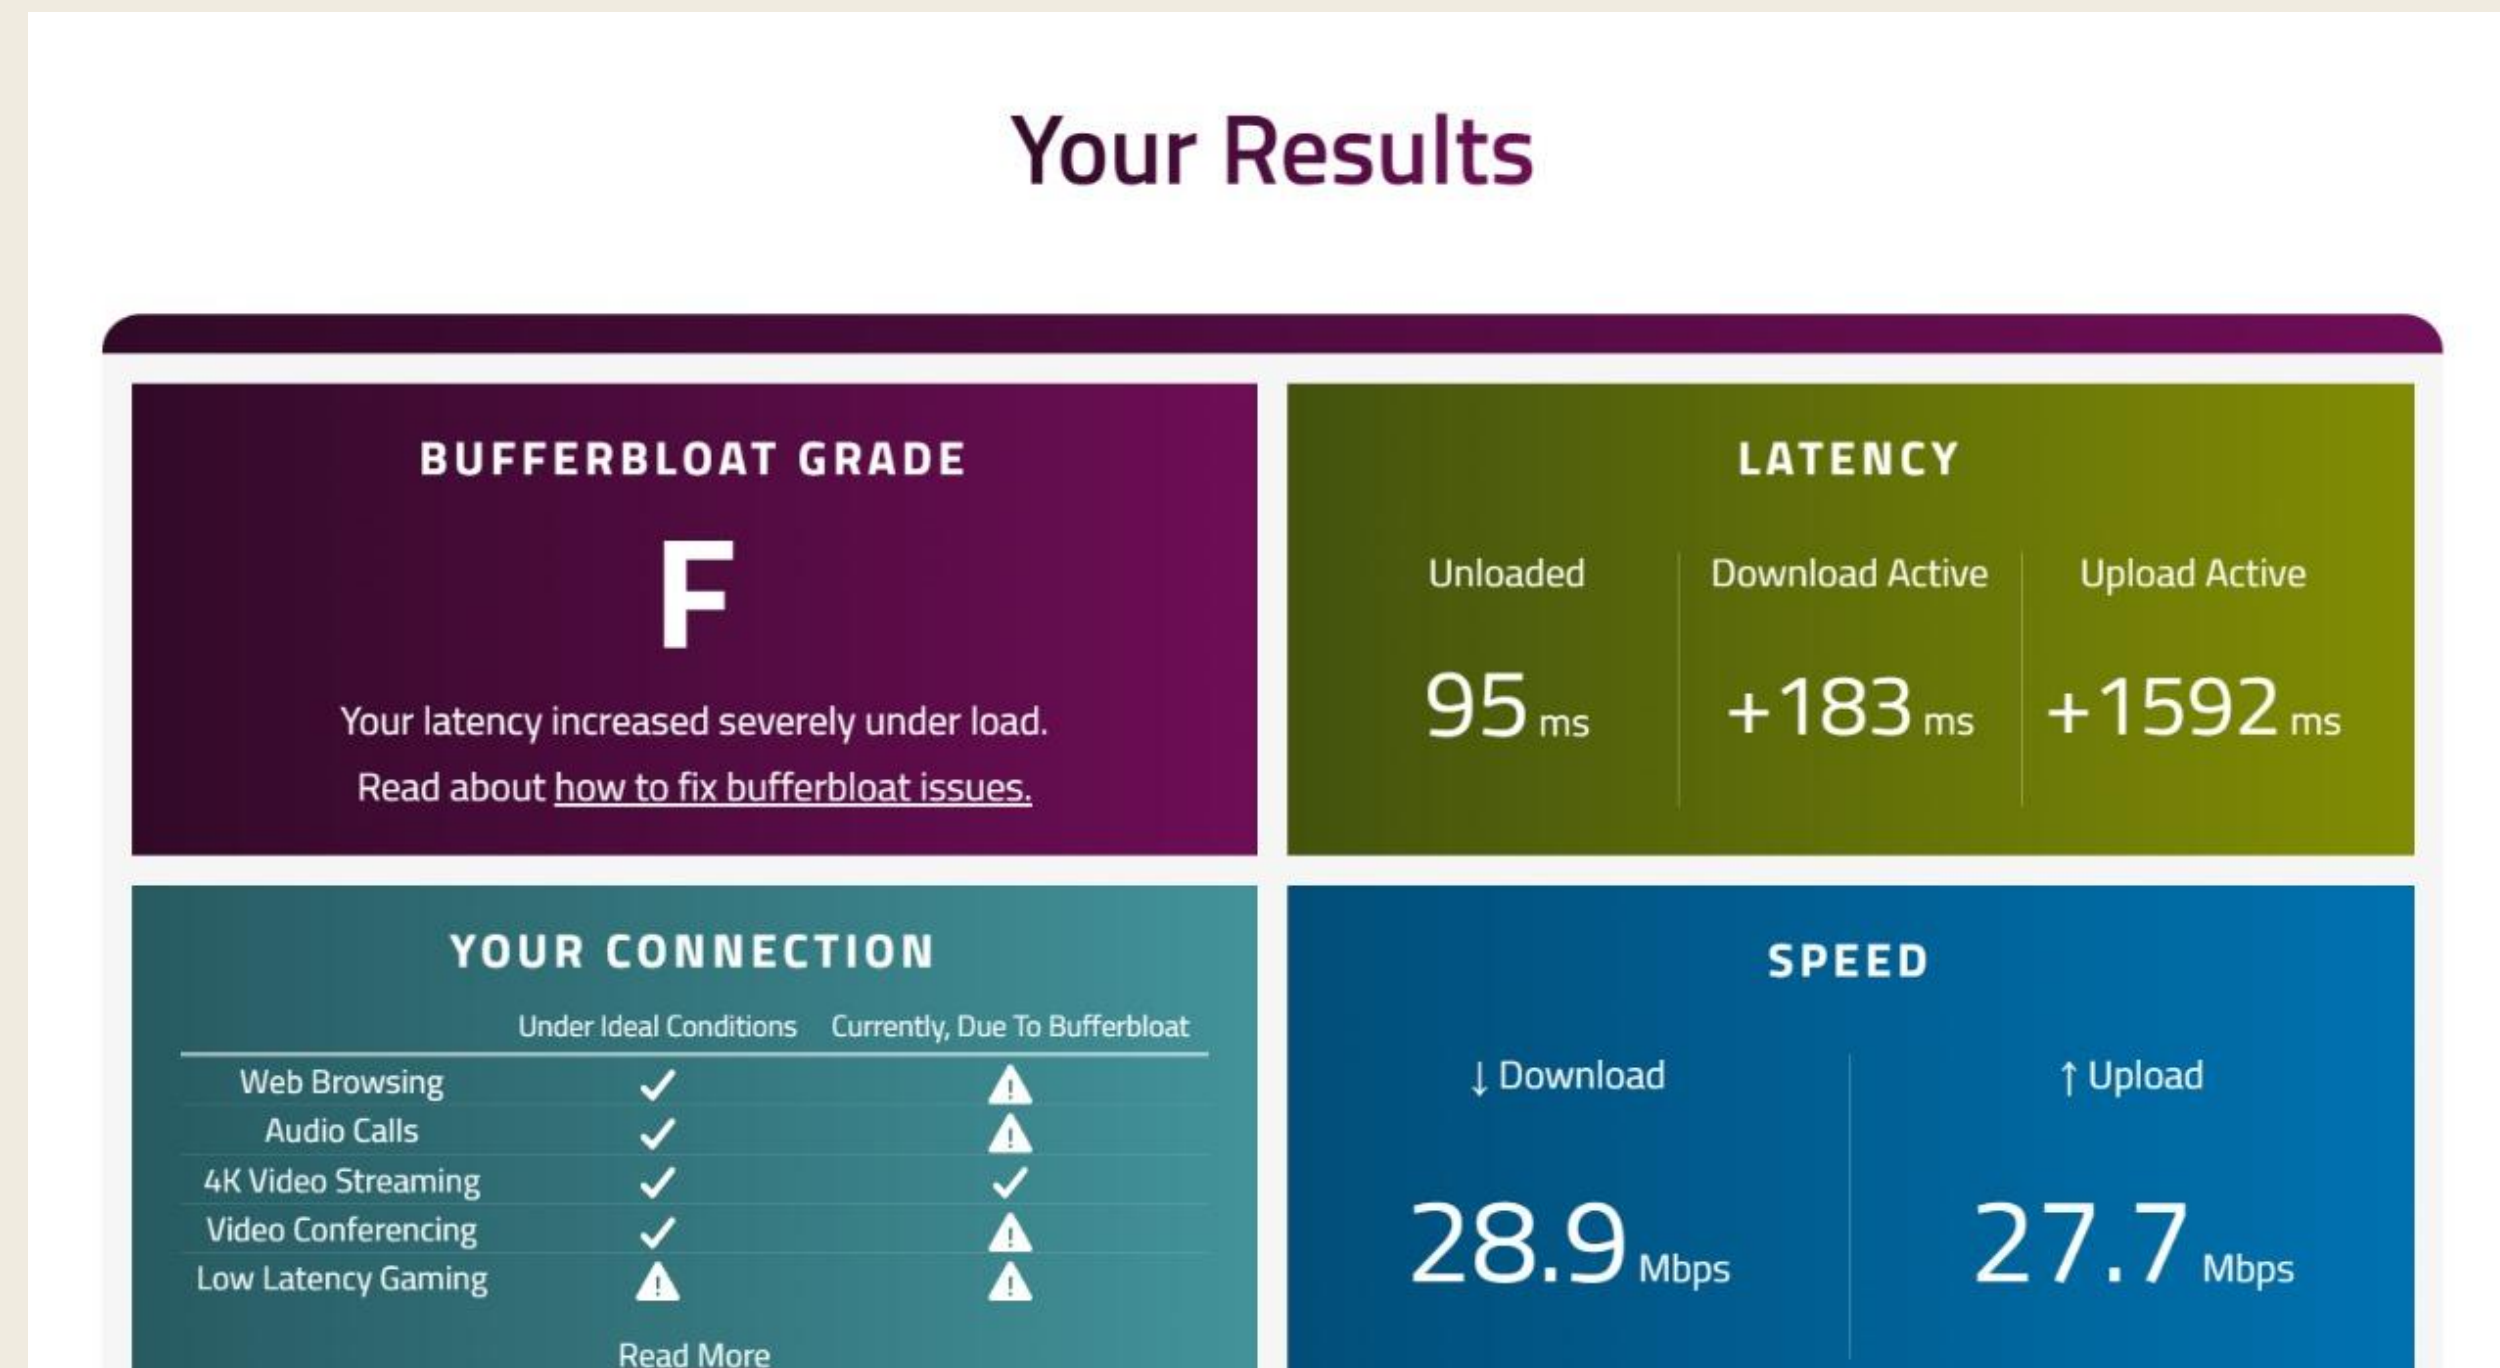 Your Results
BUFFERBLOAT GRADE
F
Your latency increased severely under load.
Read about how to fix bufferbloat issues.
LATENCY
Unloaded
Download Active
Upload Active
95 ms
+183 ms
+1592 ms
YOUR CONNECTION
Under Ideal Conditions
Currently, Due To Bufferbloat
Web Browsing
Audio Calls
4K Video Streaming
Video Conferencing
Low Latency Gaming
Read More
SPEED
↓ Download
↑ Upload
28.9 Mbps
27.7 Mbps